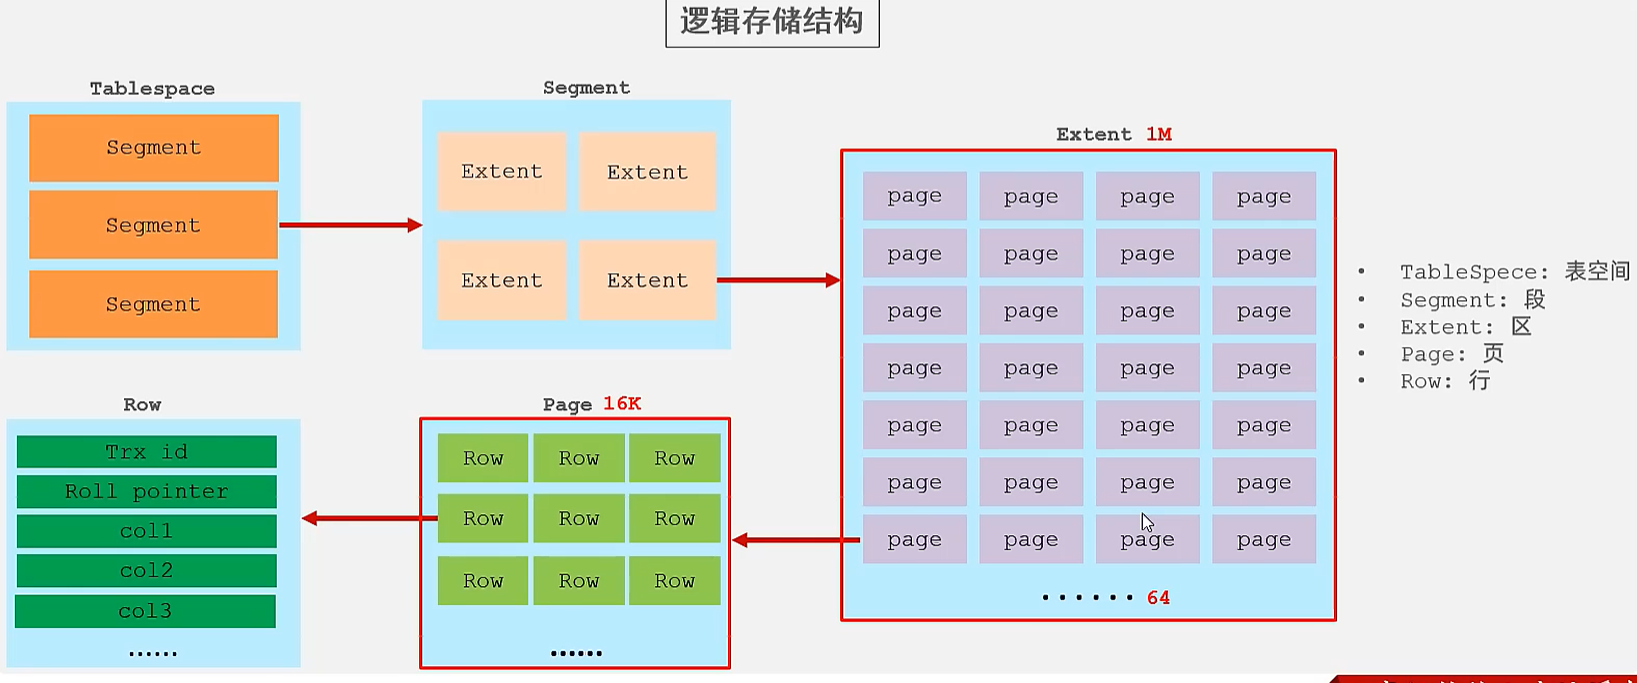 逻辑存储结构
Tablespace
Segment
Segment
Segment
Segment
Extent Extent
Extent Extent
Extent 1M
page page page page
page page page page
page page page page
page page page page
page page page page
page page page page
page page page page
······ 64
• TableSpece: 表空间
• Segment: 段
• Extent: 区
• Page: 页
• Row: 行
Row
Trx id
Roll pointer
col1
col2
col3
......
Page 16K
Row Row Row
Row Row Row
Row Row Row
......